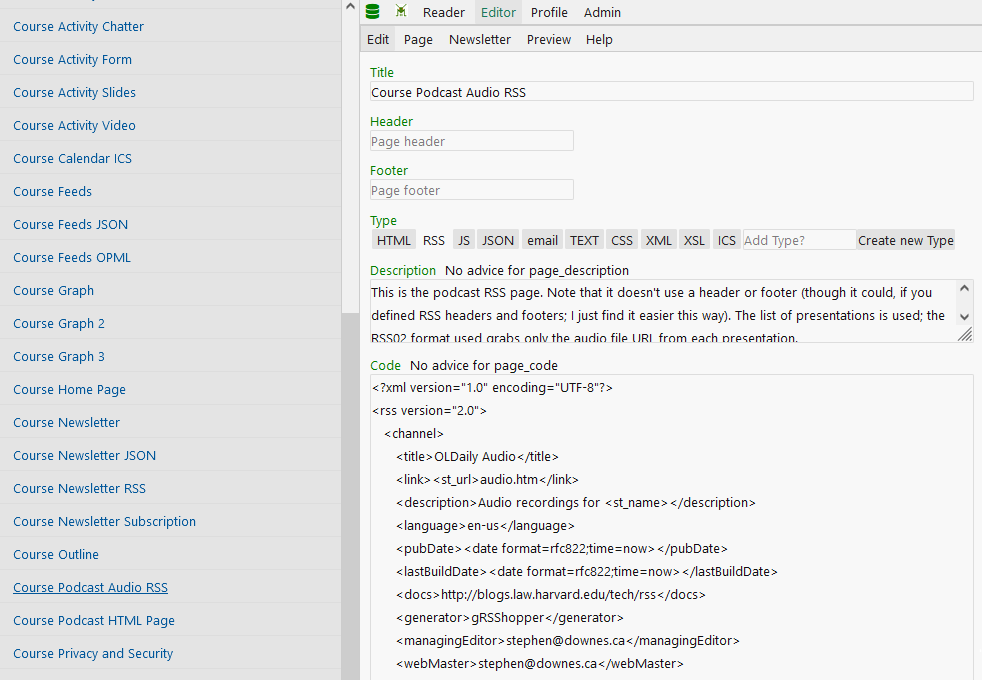 Course Activity Chatter
Course Activity Form
Course Activity Slides
Course Activity Video
Course Calendar ICS
Course Feeds
Course Feeds JSON
Course Feeds OPML
Course Graph
Course Graph 2
Course Graph 3
Course Home Page
Course Newsletter
Course Newsletter JSON
Course Newsletter RSS
Course Newsletter Subscription
Course Outline
Course Podcast Audio RSS
Course Podcast HTML Page
Course Privacy and Security
Reader Editor Profile Admin
Edit Page Newsletter Preview Help
Title
Course Podcast Audio RSS
Header
Page header
Footer
Page footer
Type
HTML RSS JS JSON email TEXT CSS XML XSL ICS Add Type? Create new Type
Description No advice for page_description
This is the podcast RSS page. Note that it doesn't use a header or footer (though it could, if you
defined RSS headers and footers; I just find it easier this way). The list of presentations is used; the
RSS02 format used grabs only the audio file URL from each presentation.
Code No advice for page_code
<?xml version="1.0" encoding="UTF-8"?>
<rss version="2.0">
<channel>
<title>OLDaily Audio</title>
<link><st_url>audio.htm</link>
<description>Audio recordings for <st_name></description>
<language>en-us</language>
<pubDate><date format=rfc822;time=now></pubDate>
<lastBuildDate><date format=rfc822;time=now></lastBuildDate>
<docs>http://blogs.law.harvard.edu/tech/rss</docs>
<generator>gRSShopper</generator>
<managingEditor>stephen@downes.ca</managingEditor>
<webMaster>stephen@downes.ca</webMaster>